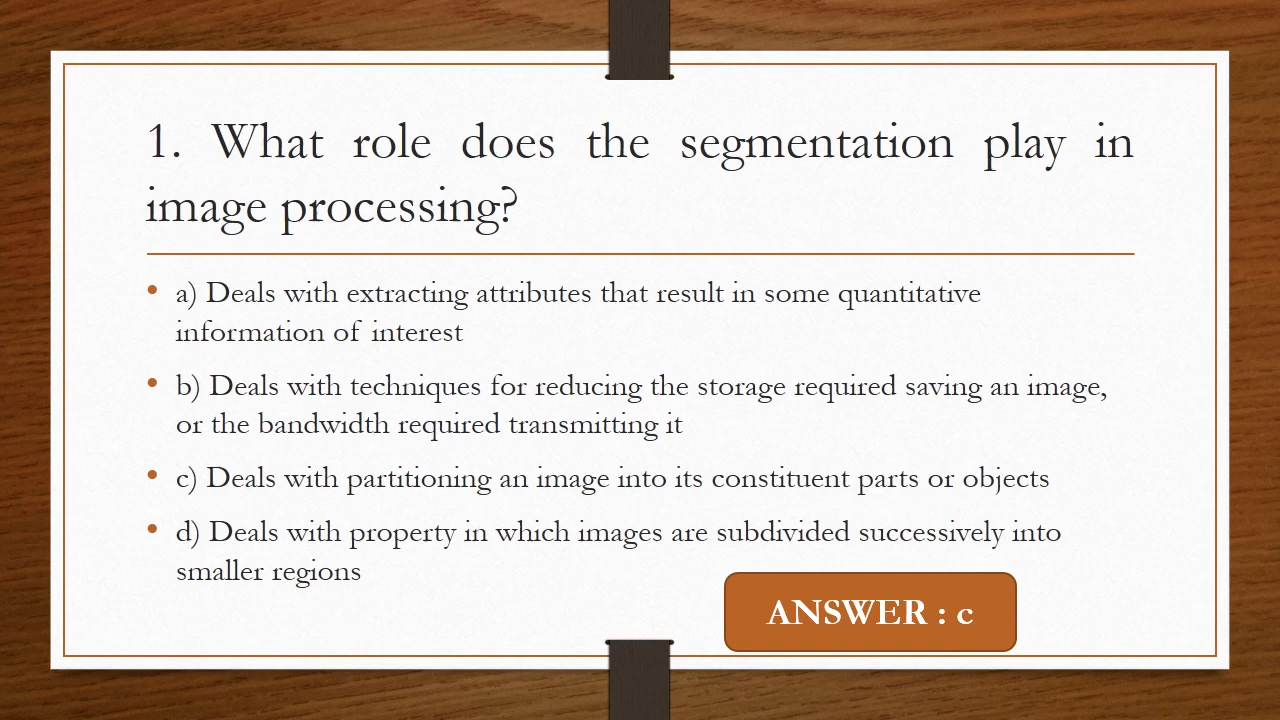 1. What role does the segmentation play in
image processing?
• a) Deals with extracting attributes that result in some quantitative
information of interest
• b) Deals with techniques for reducing the storage required saving an image,
or the bandwidth required transmitting it
• c) Deals with partitioning an image into its constituent parts or objects
• d) Deals with property in which images are subdivided successively into
smaller regions
ANSWER : c